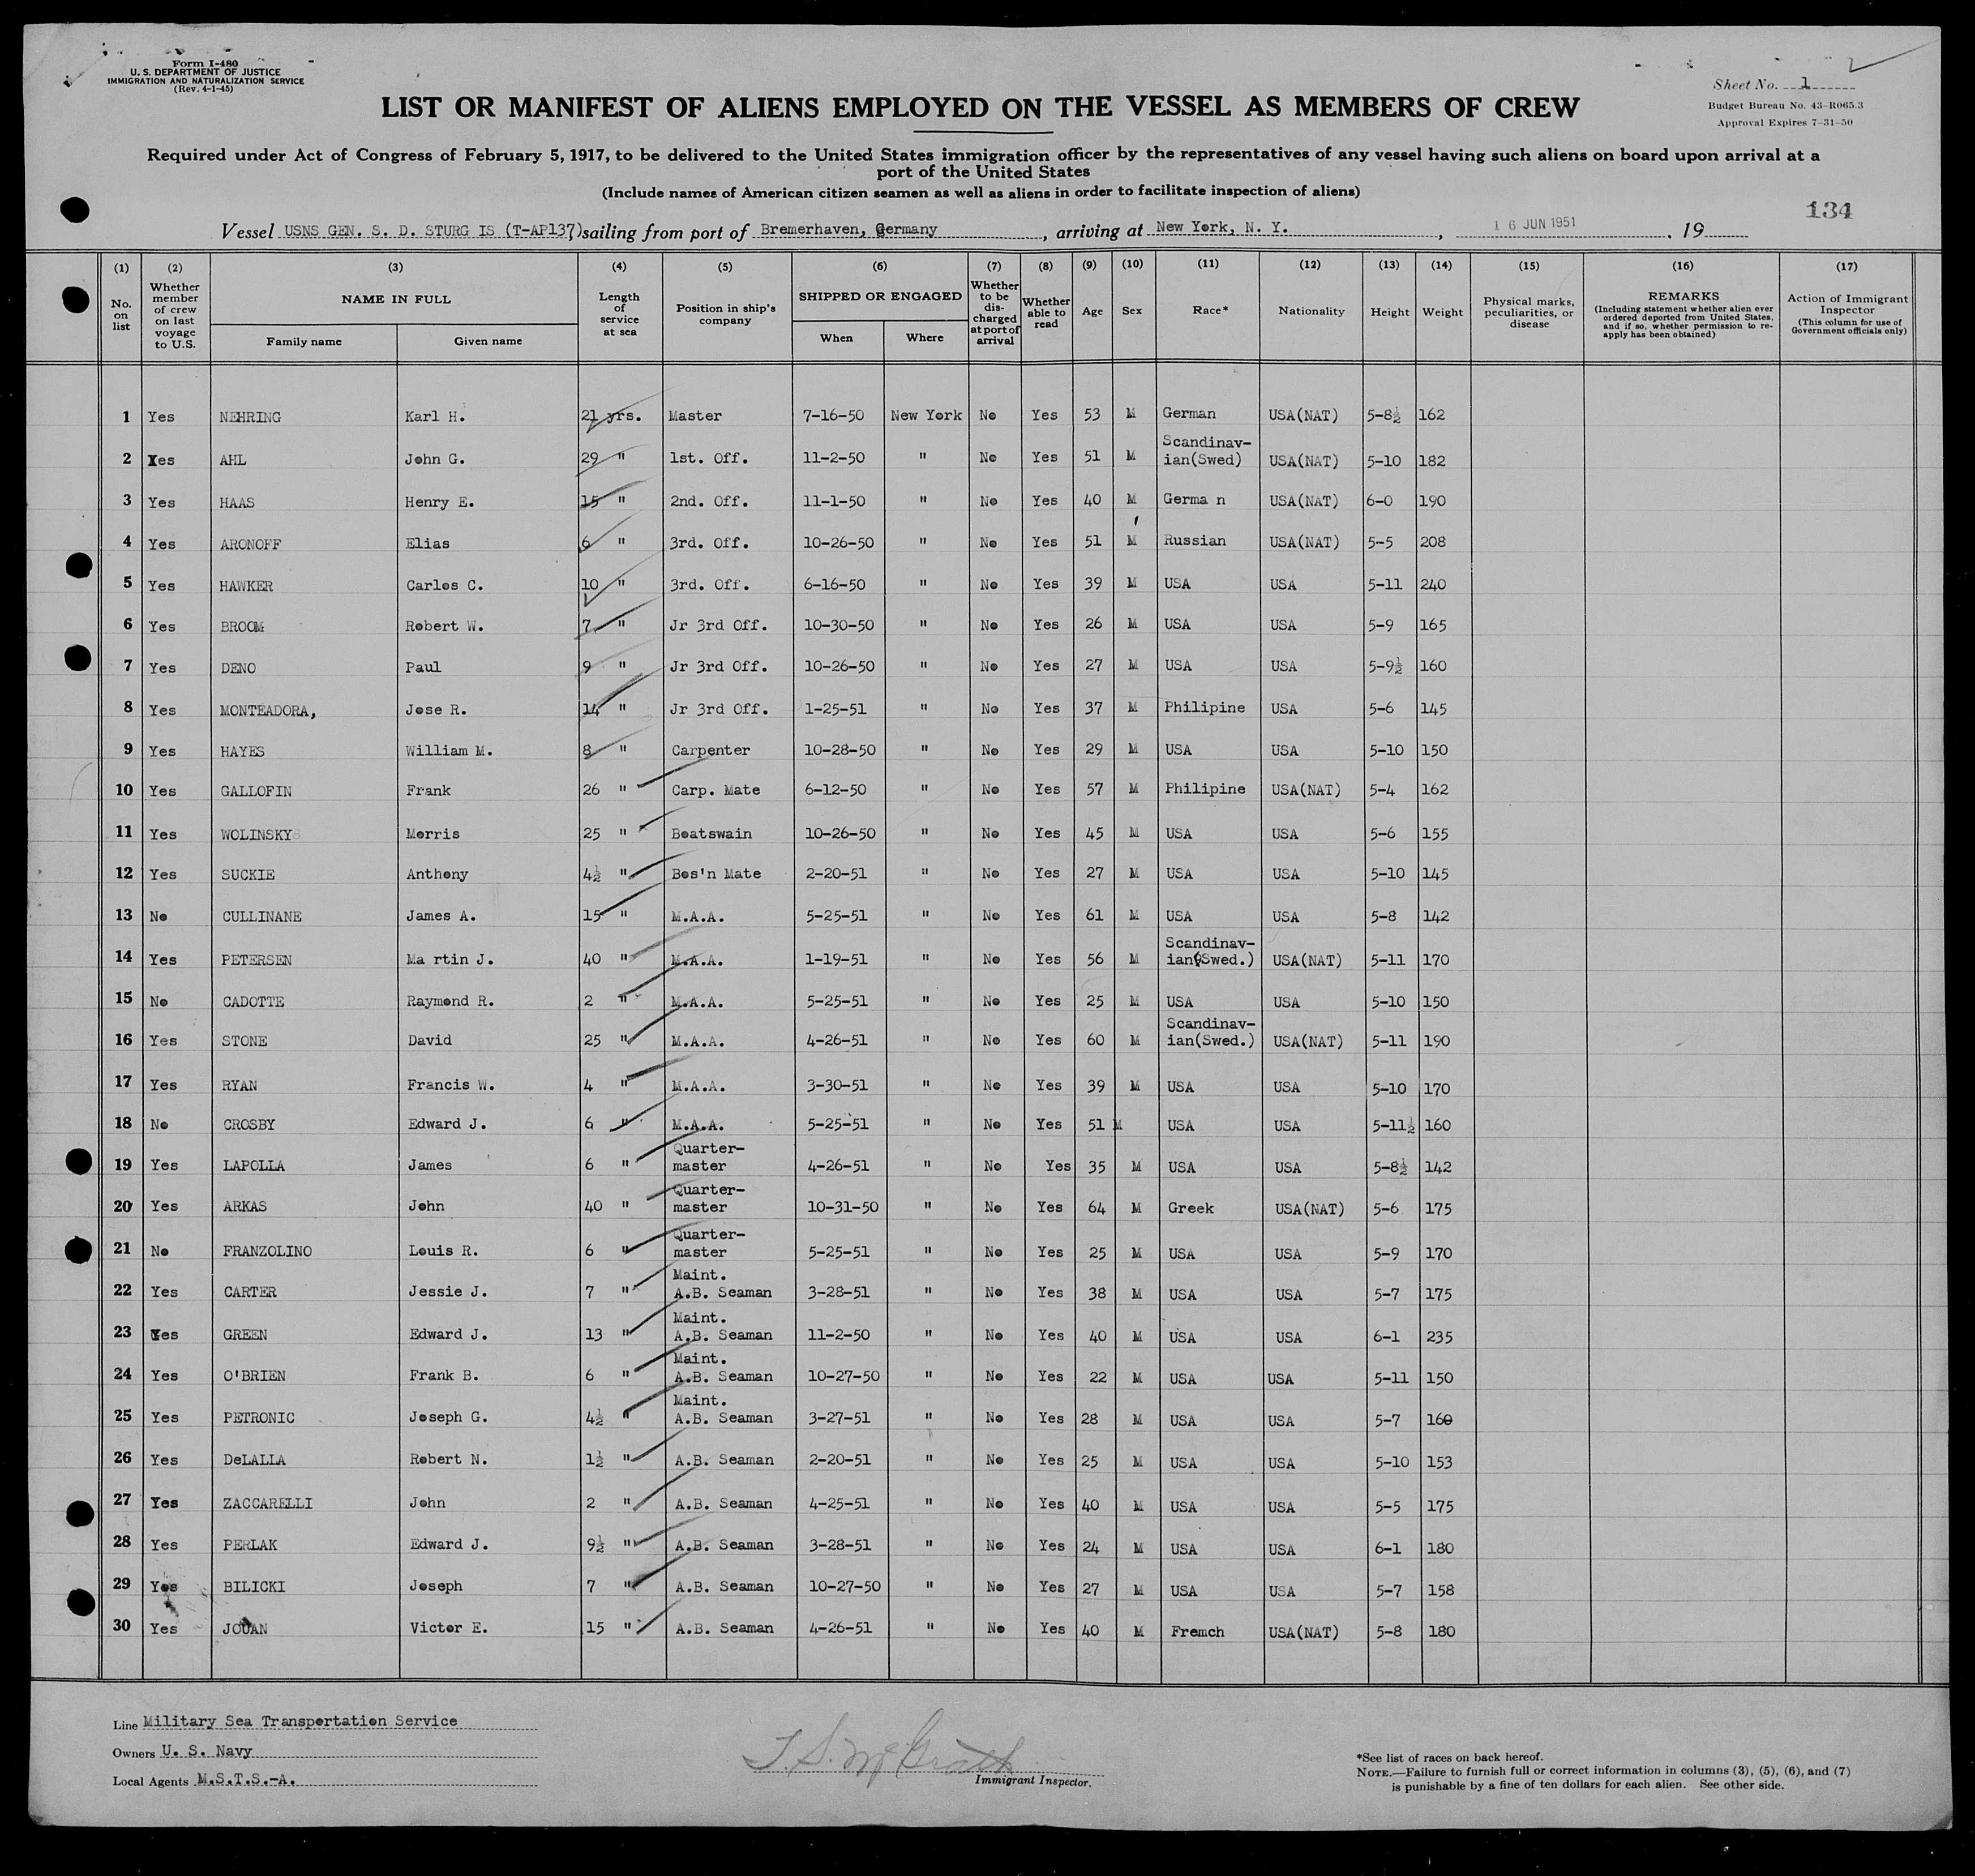 Form I-480
U. S. DEPARTMENT OF JUSTICE
IMMIGRATION AND NATURALIZATION SERVICE
(Rev. 4-1-45)
Sheet No. 1
Budget Bureau No. 43-R065.3
Approval Expires 7-31-50
LIST OR MANIFEST OF ALIENS EMPLOYED ON THE VESSEL AS MEMBERS OF CREW
Required under Act of Congress of February 5, 1917, to be delivered to the United States immigration officer by the representatives of any vessel having such aliens on board upon arrival at a
port of the United States
(Include names of American citizen seamen as well as aliens in order to facilitate inspection of aliens)
134
Vessel USNS GEN. S. D. STURG IS (T-AP137) sailing from port of Bremerhaven, Germany, arriving at New York, N. Y., 16 JUN 1951, 19
(1) No. on list (2) Whether member of crew on last voyage to U.S. (3) NAME IN FULL Family name Given name (4) Length of service at sea (5) Position in ship's company (6) SHIPPED OR ENGAGED When Where (7) Whether to be discharged at port of arrival (8) Whether able to read (9) Age (10) Sex (11) Race* (12) Nationality (13) Height (14) Weight (15) Physical marks, peculiarities, or disease (16) REMARKS (Including statement whether alien ever ordered deported from United States, and if so, whether permission to re-apply has been obtained) (17) Action of Immigrant Inspector (This column for use of Government officials only)
1 Yes NEHRING Karl H. 21 yrs. Master 7-16-50 New York No Yes 53 M German USA(NAT) 5-8½ 162
2 Yes AHL John G. 29 " 1st. Off. 11-2-50 " No Yes 51 M Scandinav-ian(Swed) USA(NAT) 5-10 182
3 Yes HAAS Henry E. 15 " 2nd. Off. 11-1-50 " No Yes 40 M Germa n USA(NAT) 6-0 190
4 Yes ARONOFF Elias 6 " 3rd. Off. 10-26-50 " No Yes 51 M Russian USA(NAT) 5-5 208
5 Yes HAWKER Carlos C. 10 " 3rd. Off. 6-16-50 " No Yes 39 M USA USA 5-11 240
6 Yes BROOM Robert W. 7 " Jr 3rd Off. 10-30-50 " No Yes 26 M USA USA 5-9 165
7 Yes DENO Paul 9 " Jr 3rd Off. 10-26-50 " No Yes 27 M USA USA 5-9½ 160
8 Yes MONTEADORA, Jose R. 14 " Jr 3rd Off. 1-25-51 " No Yes 37 M Philipine USA 5-6 145
9 Yes HAYES William M. 8 " Carpenter 10-28-50 " No Yes 29 M USA USA 5-10 150
10 Yes GALLOFIN Frank 26 " Carp. Mate 6-12-50 " No Yes 57 M Philipine USA(NAT) 5-4 162
11 Yes WOLINSKY Morris 25 " Boatswain 10-26-50 " No Yes 45 M USA USA 5-6 155
12 Yes SUCKIE Anthony 4½ " Bos'n Mate 2-20-51 " No Yes 27 M USA USA 5-10 145
13 No CULLINANE James A. 15 " M.A.A. 5-25-51 " No Yes 61 M USA USA 5-8 142
14 Yes PETERSEN Ma rtin J. 40 " M.A.A. 1-19-51 " No Yes 56 M Scandinav-ian(Swed.) USA(NAT) 5-11 170
15 No CADOTTE Raymond R. 2 " M.A.A. 5-25-51 " No Yes 25 M USA USA 5-10 150
16 Yes STONE David 25 " M.A.A. 4-26-51 " No Yes 60 M Scandinav-ian(Swed.) USA(NAT) 5-11 190
17 Yes RYAN Francis W. 4 " M.A.A. 3-30-51 " No Yes 39 M USA USA 5-10 170
18 No CROSBY Edward J. 6 " M.A.A. 5-25-51 " No Yes 51 M USA USA 5-11½ 160
19 Yes LAPOLLA James 6 " Quarter-master 4-26-51 " No Yes 35 M USA USA 5-8½ 142
20 Yes ARKAS John 40 " Quarter-master 10-31-50 " No Yes 64 M Greek USA(NAT) 5-6 175
21 No FRANZOLINO Louis R. 6 " Quarter-master 5-25-51 " No Yes 25 M USA USA 5-9 170
22 Yes CARTER Jessie J. 7 " Maint. A.B. Seaman 3-28-51 " No Yes 38 M USA USA 5-7 175
23 Yes GREEN Edward J. 13 " Maint. A.B. Seaman 11-2-50 " No Yes 40 M USA USA 6-1 235
24 Yes O'BRIEN Frank B. 6 " Maint. A.B. Seaman 10-27-50 " No Yes 22 M USA USA 5-11 150
25 Yes PETRONIC Joseph G. 4½ " Maint. A.B. Seaman 3-27-51 " No Yes 28 M USA USA 5-7 160
26 Yes DeLALLA Robert N. 1½ " A.B. Seaman 2-20-51 " No Yes 25 M USA USA 5-10 153
27 Yes ZACCARELLI John 2 " A.B. Seaman 4-25-51 " No Yes 40 M USA USA 5-5 175
28 Yes PERLAK Edward J. 9½ " A.B. Seaman 3-28-51 " No Yes 24 M USA USA 6-1 180
29 Yes BILICKI Joseph 7 " A.B. Seaman 10-27-50 " No Yes 27 M USA USA 5-7 158
30 Yes JOUAN Victor E. 15 " A.B. Seaman 4-26-51 " No Yes 40 M Fremch USA(NAT) 5-8 180
Line Military Sea Transportation Service
Owners U. S. Navy
Local Agents M.S.T.S.-A.
T. S. McGrath
Immigrant Inspector.
*See list of races on back hereof.
NOTE.—Failure to furnish full or correct information in columns (3), (5), (6), and (7)
is punishable by a fine of ten dollars for each alien. See other side.